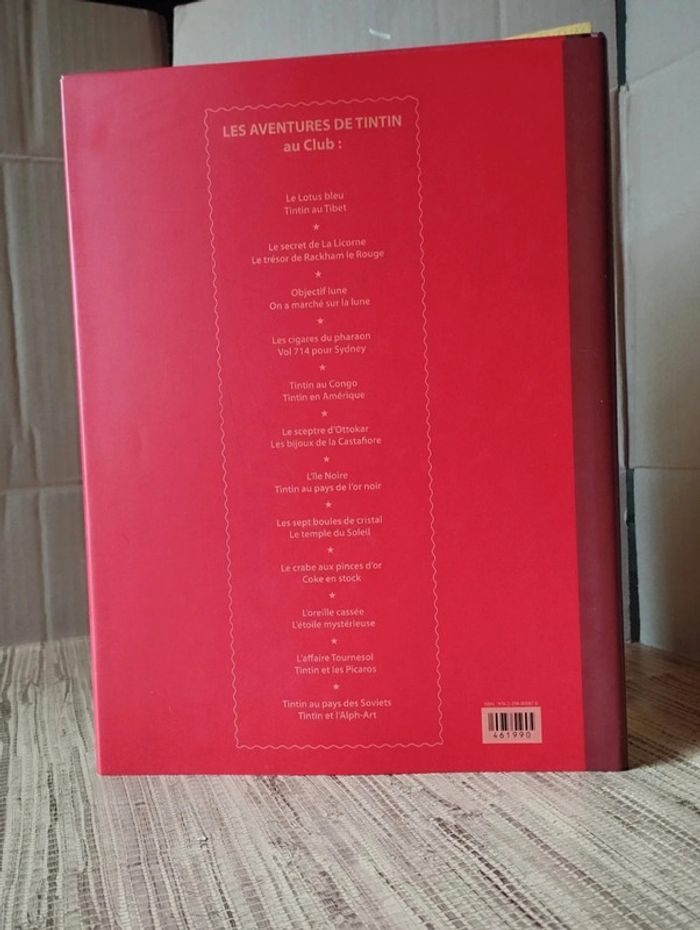 LES AVENTURES DE TINTIN
au Club :
Le Lotus bleu
Tintin au Tibet
★
Le secret de La Licorne
Le trésor de Rackham le Rouge
★
Objectif lune
On a marché sur la lune
★
Les cigares du pharaon
Vol 714 pour Sydney
★
Tintin au Congo
Tintin en Amérique
★
Le sceptre d'Ottokar
Les bijoux de la Castafiore
★
L'île Noire
Tintin au pays de l'or noir
★
Les sept boules de cristal
Le temple du Soleil
★
Le crabe aux pinces d'or
Coke en stock
★
L'oreille cassée
L'étoile mystérieuse
★
L'affaire Tournesol
Tintin et les Picaros
★
Tintin au pays des Soviets
Tintin et l'Alph-Art
ISBN
461990